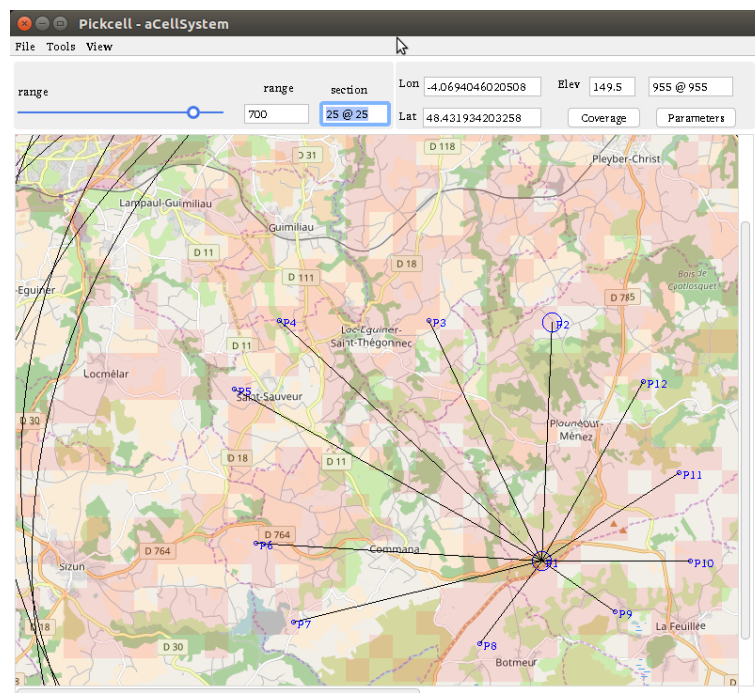 Pickcell - aCellSystem
File Tools View
range
range
section
700
25 @ 25
Lon
-4.0694046020508
Elev
149.5
955 @ 955
Lat
48.431934203258
Coverage
Parameters
D 31
D 118
Pleyber-Christ
Lampaul-Guimiliau
Guimiliau
D 11
D 18
D 111
Bois de
Coatlosquet
-Eguiner
D 785
P4
P3
P2
Loc-Eguiner-
Saint-Thégonnec
D 11
Locmélar
P12
P5
Saint-Sauveur
D 30
Plounéour-
Ménez
D 18
D 11
P11
D 764
P6
D 764
Commana
P1
P10
Sizun
P7
P9
D 18
La Feuillée
D 30
P8
Botmeur
D